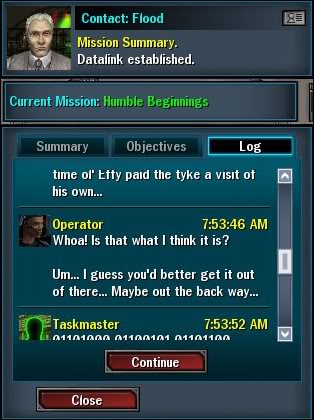 Contact: Flood
Mission Summary.
Datalink established.
Current Mission: Humble Beginnings
Summary
Objectives
Log
time ol' Effy paid the tyke a visit of
his own...
Operator 7:53:46 AM
Whoa! Is that what I think it is?
Um... I guess you'd better get it out
of there... Maybe out the back way...
Taskmaster 7:53:52 AM
01101000 01100101 01101100
Continue
Close